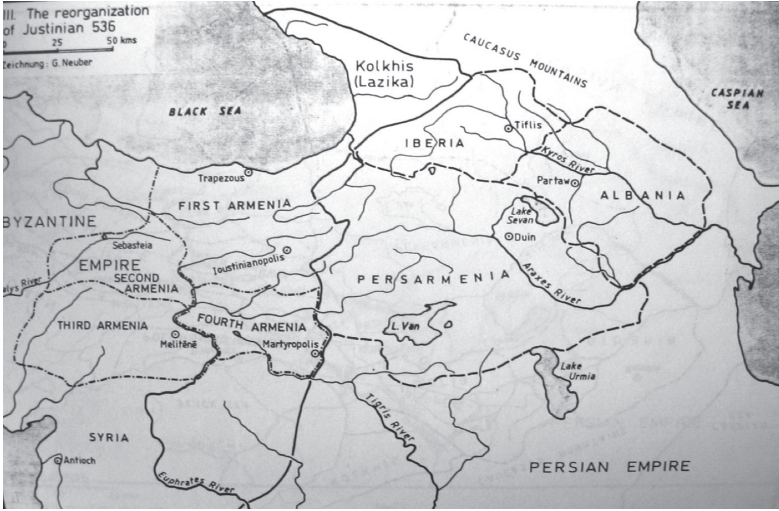 III. The reorganization
of Justinian 536
0 25 50 kms
Zeichnung: G. Neuber
Kolkhis
(Lazika)
CAUCASUS MOUNTAINS
CASPIAN
SEA
BLACK SEA
IBERIA
Tiflis
Kyros River
Partaw
ALBANIA
Trapezous
FIRST ARMENIA
BYZANTINE
EMPIRE
Sebasteia
SECOND
ARMENIA
Ioustinianopolis
Lake
Sevan
Duin
PERSARMENIA
Araxes River
alys River
THIRD ARMENIA
Melitēnē
FOURTH ARMENIA
Martyropolis
L. Van
Lake
Urmia
Tigris River
SYRIA
Antioch
Euphrates River
PERSIAN EMPIRE